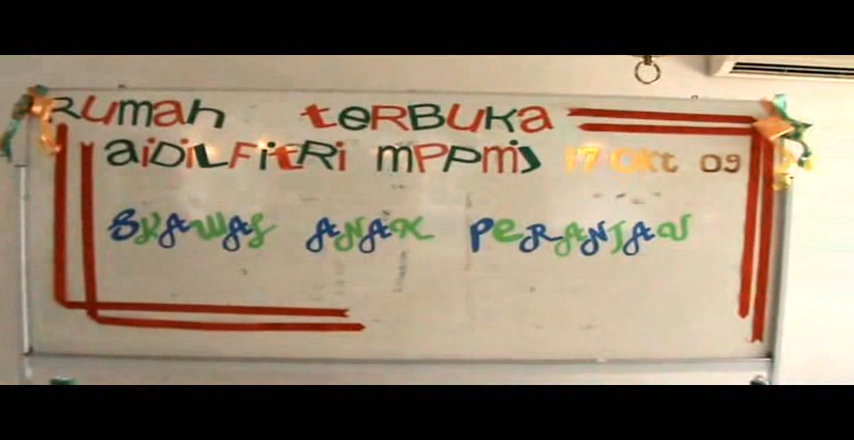 RUmaH terBUKa
aiDiLFitRi mPPmJ 17 Okt 09
SKAWAS ANAK PeRANTAU